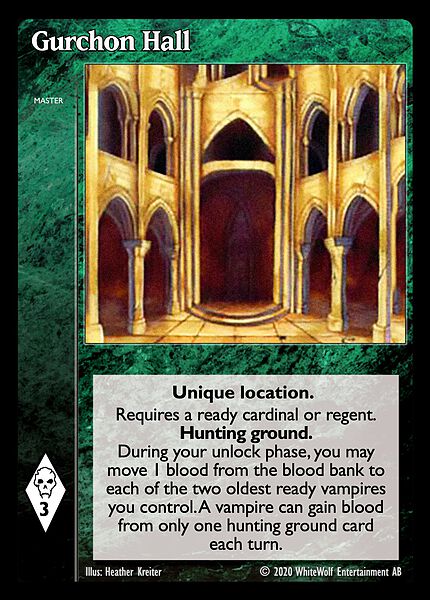 Gurchon Hall
MASTER
Unique location.
Requires a ready cardinal or regent.
Hunting ground.
During your unlock phase, you may
move 1 blood from the blood bank to
each of the two oldest ready vampires
you control. A vampire can gain blood
from only one hunting ground card
each turn.
3
Illus: Heather Kreiter
© 2020 WhiteWolf Entertainment AB